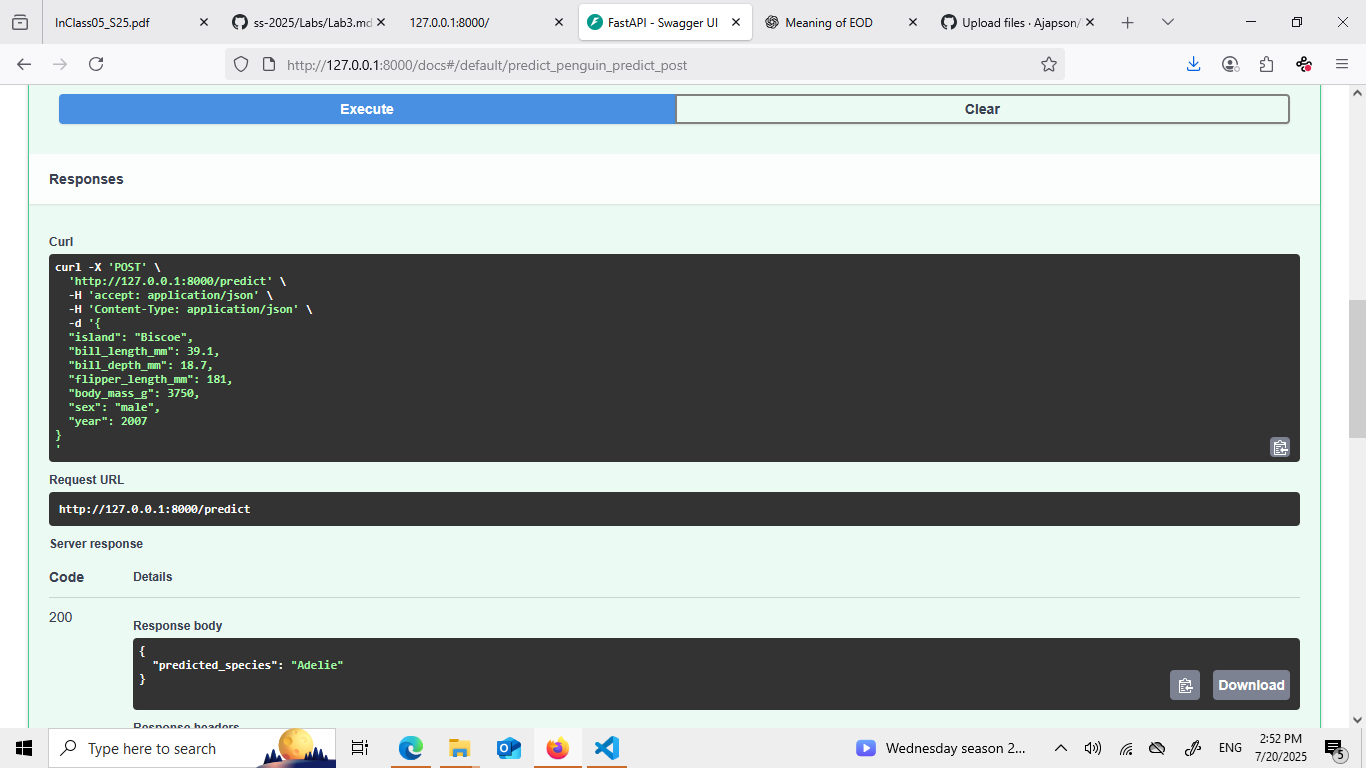 InClass05_S25.pdf
ss-2025/Labs/Lab3.md
127.0.0.1:8000/
FastAPI - Swagger UI
Meaning of EOD
Upload files · Ajapson/
http://127.0.0.1:8000/docs#/default/predict_penguin_predict_post
Execute
Clear
Responses
Curl
curl -X 'POST' \
'http://127.0.0.1:8000/predict' \
-H 'accept: application/json' \
-H 'Content-Type: application/json' \
-d '{
"island": "Biscoe",
"bill_length_mm": 39.1,
"bill_depth_mm": 18.7,
"flipper_length_mm": 181,
"body_mass_g": 3750,
"sex": "male",
"year": 2007
}
'
Request URL
http://127.0.0.1:8000/predict
Server response
Code Details
200
Response body
{
"predicted_species": "Adelie"
}
Download
Response headers
Type here to search
Wednesday season 2...
ENG
2:52 PM
7/20/2025
5